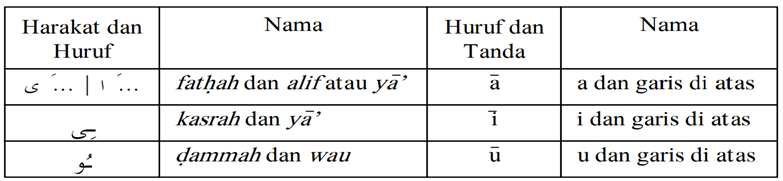 Harakat dan Huruf | Nama | Huruf dan Tanda | Nama
... َ ا | ... َ ى | fatḥah dan alif atau yā’ | ā | a dan garis di atas
ـِى | kasrah dan yā’ | ī | i dan garis di atas
ـُو | ḍammah dan wau | ū | u dan garis di atas